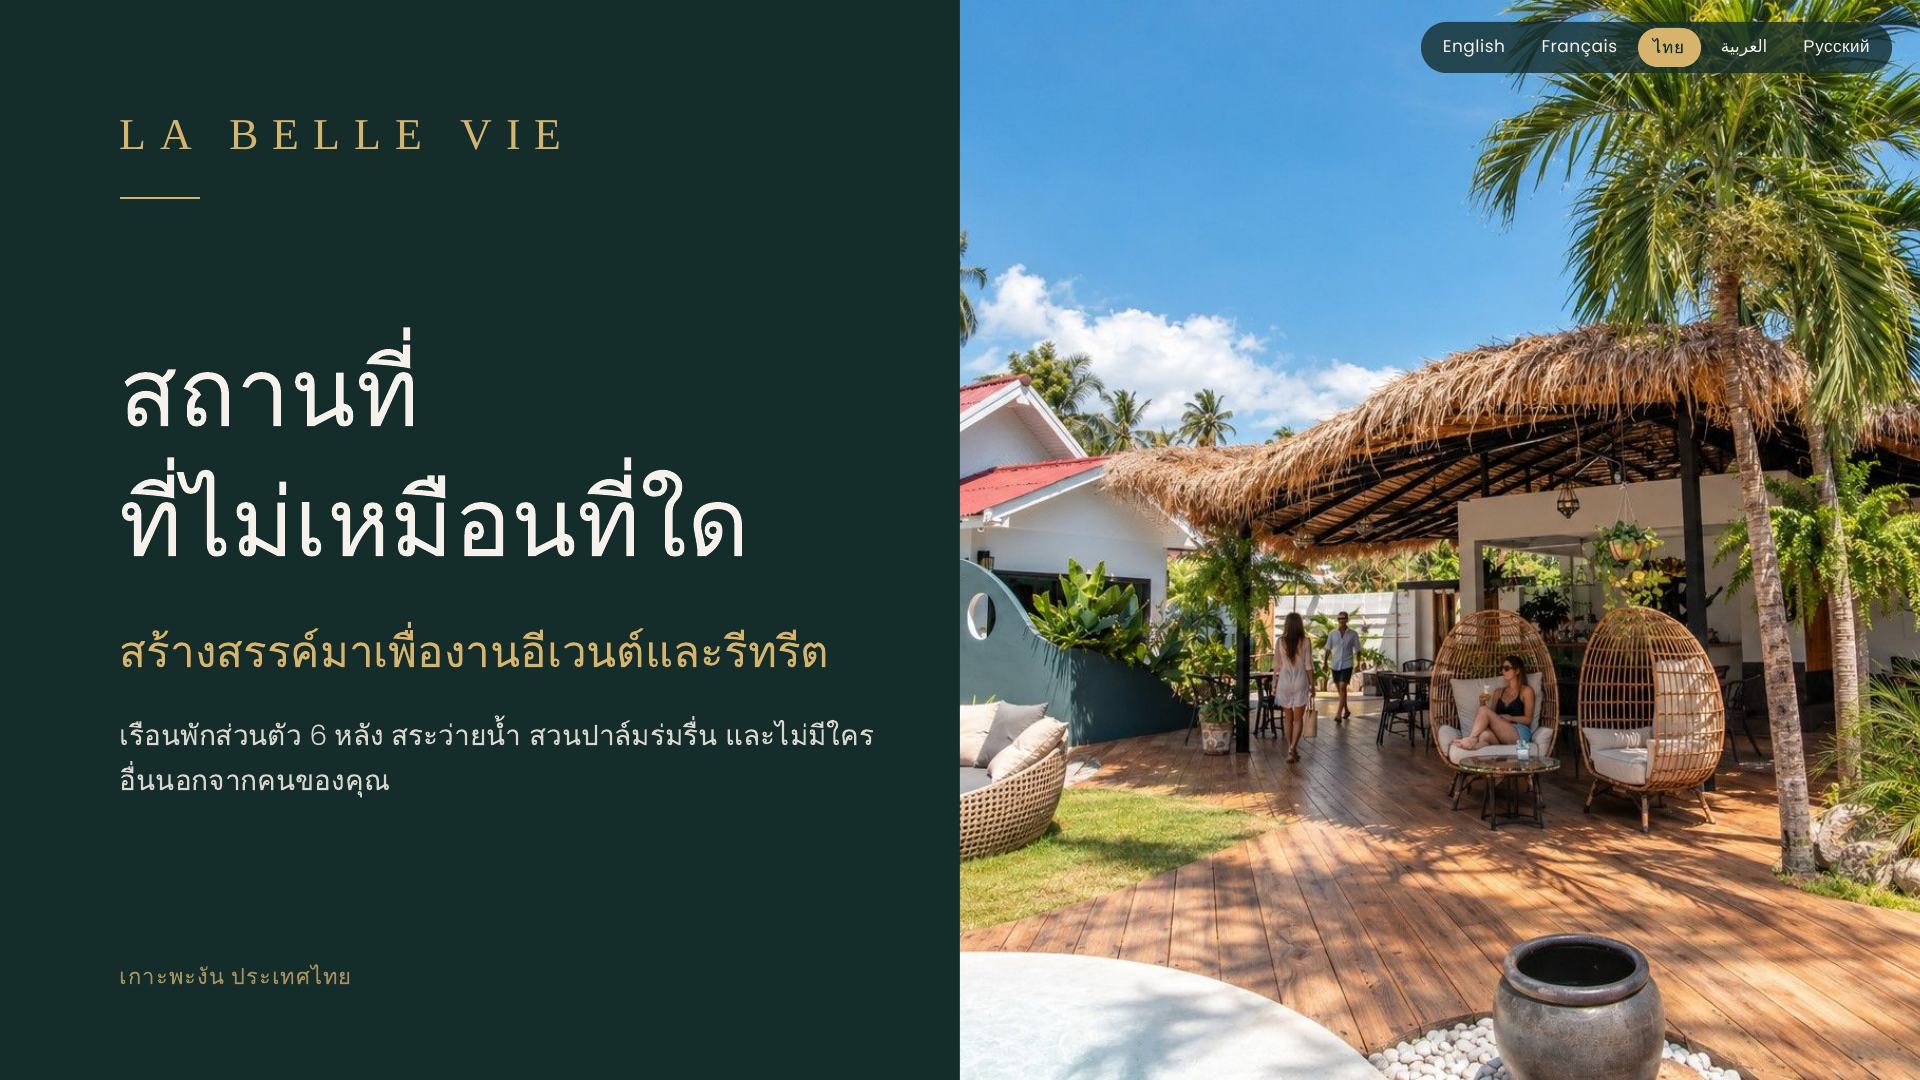 English Français ไทย العربية Русский
LA BELLE VIE
สถานที่
ที่ไม่เหมือนที่ใด
สร้างสรรค์มาเพื่องานอีเวนต์และรีทรีต
เรือนพักส่วนตัว 6 หลัง สระว่ายน้ำ สวนปาล์มร่มรื่น และไม่มีใคร
อื่นนอกจากคนของคุณ
เกาะพะงัน ประเทศไทย